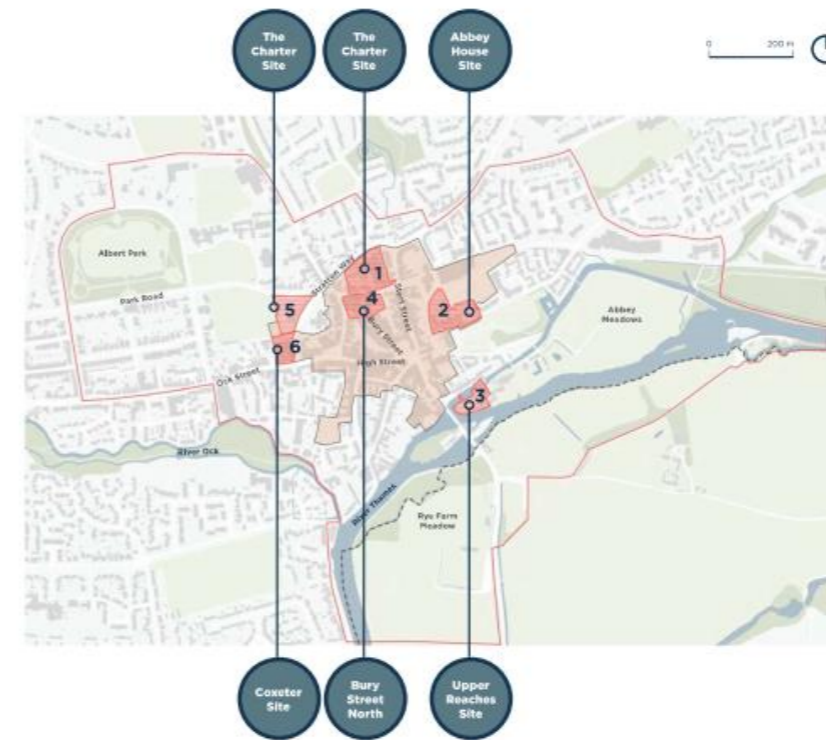 The
Charter
Site
The
Charter
Site
Abbey
House
Site
0 200 m
Albert Park
Park Road
Stratton Way
Stert Street
Bury Street
High Street
Ock Street
River Ock
River Thames
Abbey
Meadows
Rye Farm
Meadow
1
2
3
4
5
6
Coxeter
Site
Bury
Street
North
Upper
Reaches
Site